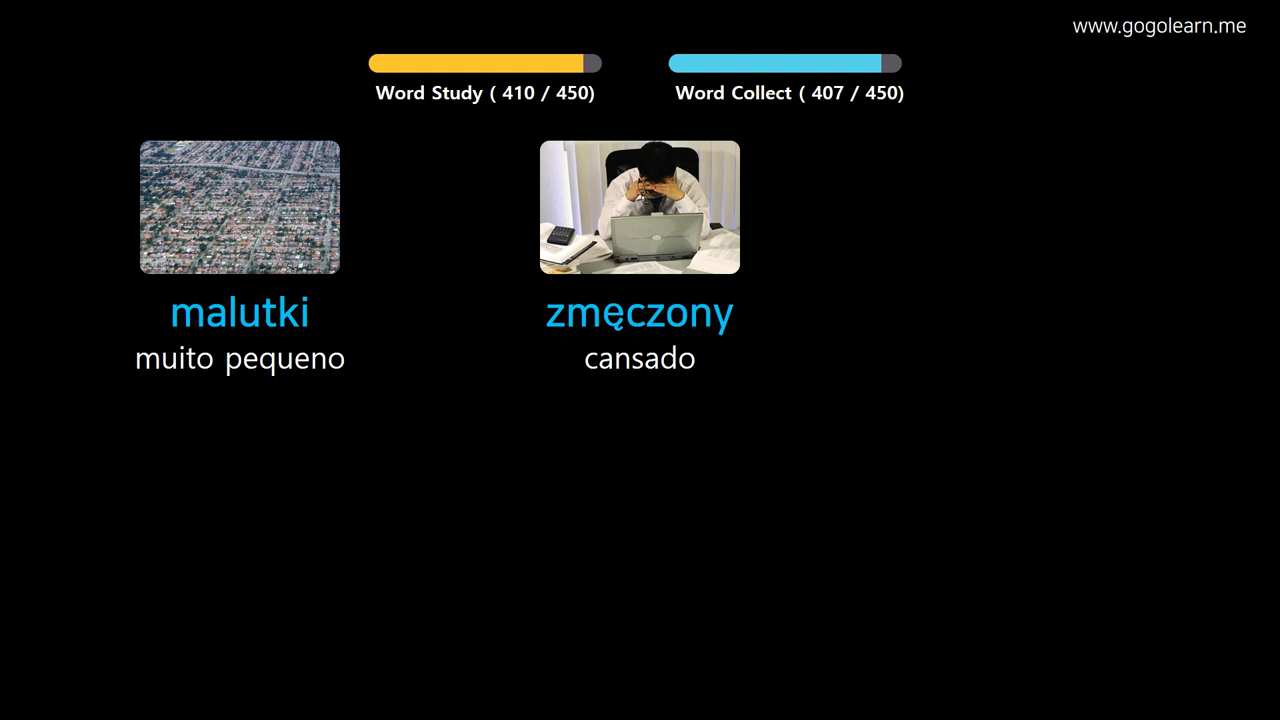 www.gogolearn.me
Word Study ( 410 / 450)
Word Collect ( 407 / 450)
malutki
muito pequeno
zmęczony
cansado